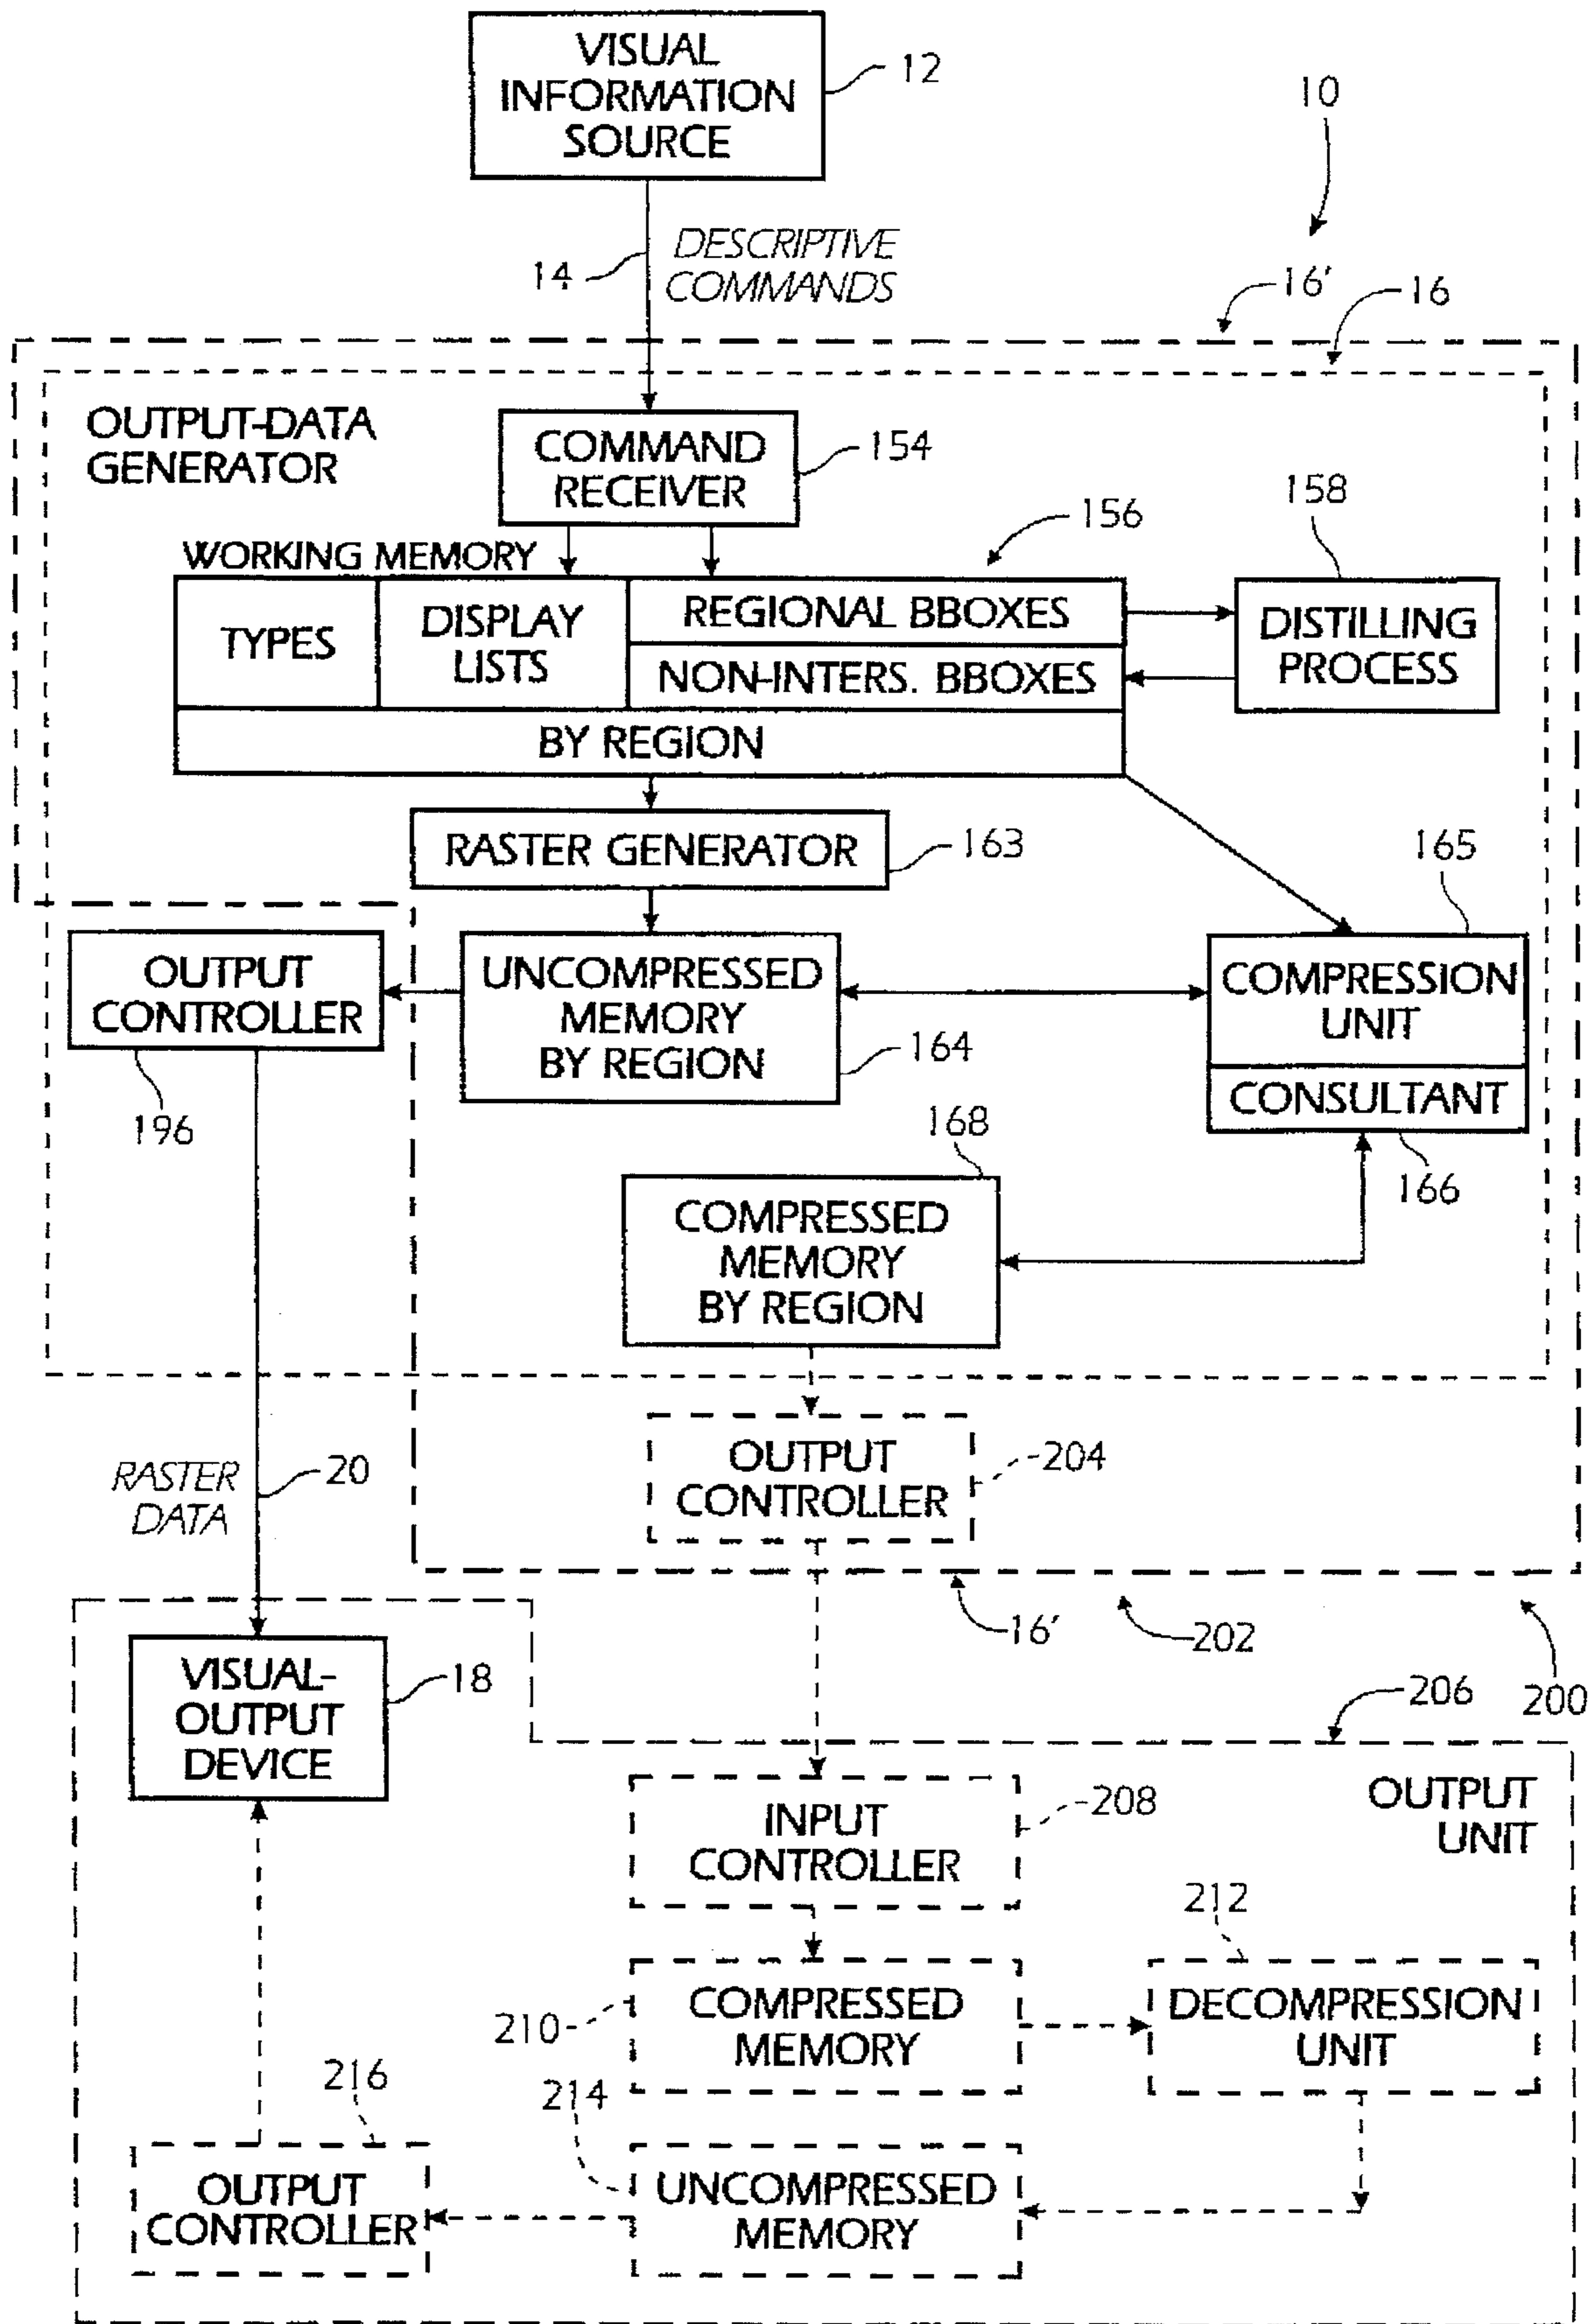 VISUAL
INFORMATION
SOURCE
12
10
14
DESCRIPTIVE
COMMANDS
16′
16
OUTPUT-DATA
GENERATOR
COMMAND
RECEIVER
154
156
158
WORKING MEMORY
TYPES
DISPLAY
LISTS
REGIONAL BBOXES
NON-INTERS. BBOXES
BY REGION
DISTILLING
PROCESS
RASTER GENERATOR
163
165
OUTPUT
CONTROLLER
196
UNCOMPRESSED
MEMORY
BY REGION
164
COMPRESSION
UNIT
CONSULTANT
166
168
COMPRESSED
MEMORY
BY REGION
OUTPUT
CONTROLLER
204
RASTER
DATA
20
16′
202
200
206
VISUAL-
OUTPUT
DEVICE
18
OUTPUT
UNIT
INPUT
CONTROLLER
208
212
COMPRESSED
MEMORY
210
DECOMPRESSION
UNIT
216
214
OUTPUT
CONTROLLER
UNCOMPRESSED
MEMORY